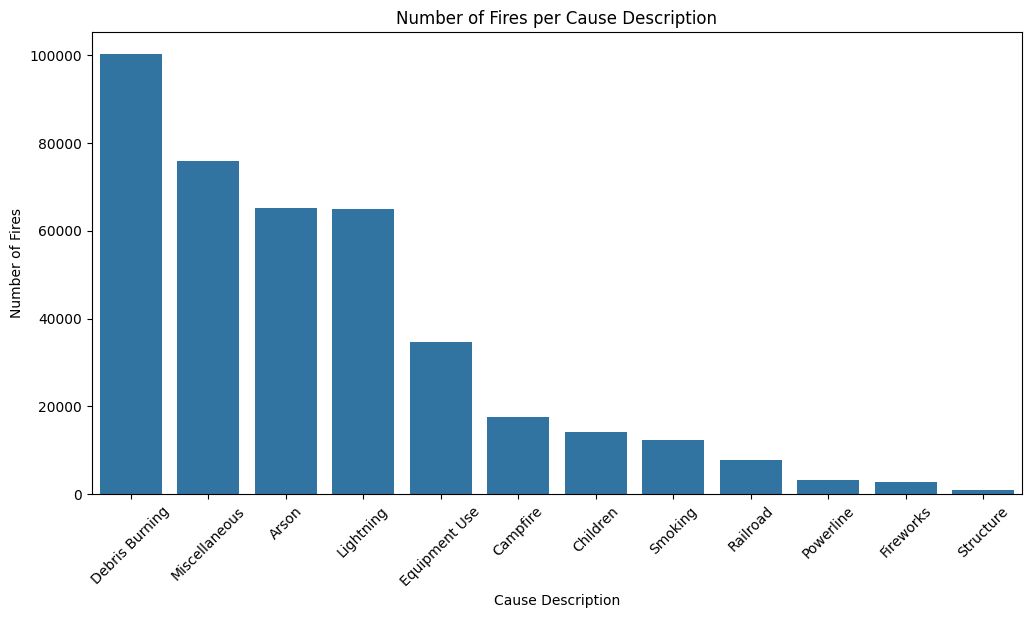 Number of Fires per Cause Description
Number of Fires
100000
80000
60000
40000
20000
0
Debris Burning
Miscellaneous
Arson
Lightning
Equipment Use
Campfire
Children
Smoking
Railroad
Powerline
Fireworks
Structure
Cause Description